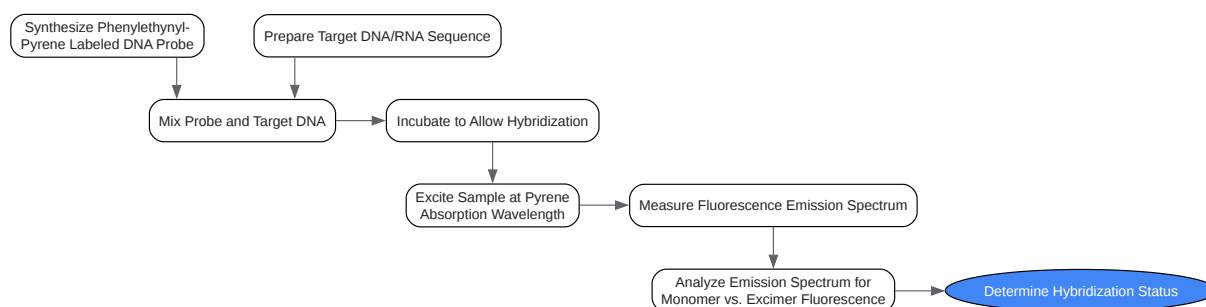 Synthesize Phenylethynyl-
Pyrene Labeled DNA Probe
Prepare Target DNA/RNA Sequence
Mix Probe and Target DNA
Incubate to Allow Hybridization
Excite Sample at Pyrene
Absorption Wavelength
Measure Fluorescence Emission Spectrum
Analyze Emission Spectrum for
Monomer vs. Excimer Fluorescence
Determine Hybridization Status